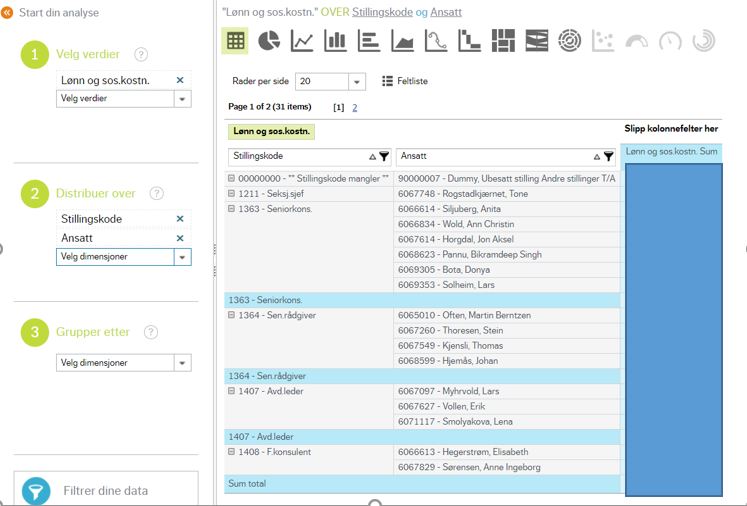 Start din analyse
1 Velg verdier ?
Lønn og sos.kostn. ×
Velg verdier
2 Distribuer over ?
Stillingskode ×
Ansatt ×
Velg dimensjoner
3 Grupper etter ?
Velg dimensjoner
Filtrer dine data
"Lønn og sos.kostn." OVER Stillingskode og Ansatt
Rader per side 20 Feltliste
Page 1 of 2 (31 items) [1] 2
Lønn og sos.kostn. Slipp kolonnefelter her
Stillingskode Ansatt Lønn og sos.kostn. Sum
00000000 - ** Stillingskode mangler ** 90000007 - Dummy, Ubesatt stilling Andre stillinger T/A
1211 - Seksj.sjef 6067748 - Rogstadkjærnet, Tone
1363 - Seniorkons. 6066614 - Siljuberg, Anita
6066834 - Wold, Ann Christin
6067614 - Horgdal, Jon Aksel
6068623 - Pannu, Bikramdeep Singh
6069305 - Bota, Donya
6069353 - Solheim, Lars
1363 - Seniorkons.
1364 - Sen.rådgiver 6065010 - Often, Martin Berntzen
6067260 - Thoresen, Stein
6067549 - Kjensli, Thomas
6068599 - Hjemås, Johan
1364 - Sen.rådgiver
1407 - Avd.leder 6067097 - Myhrvold, Lars
6067627 - Vollen, Erik
6071117 - Smolyakova, Lena
1407 - Avd.leder
1408 - F.konsulent 6066613 - Hegerstrøm, Elisabeth
6067829 - Sørensen, Anne Ingeborg
Sum total